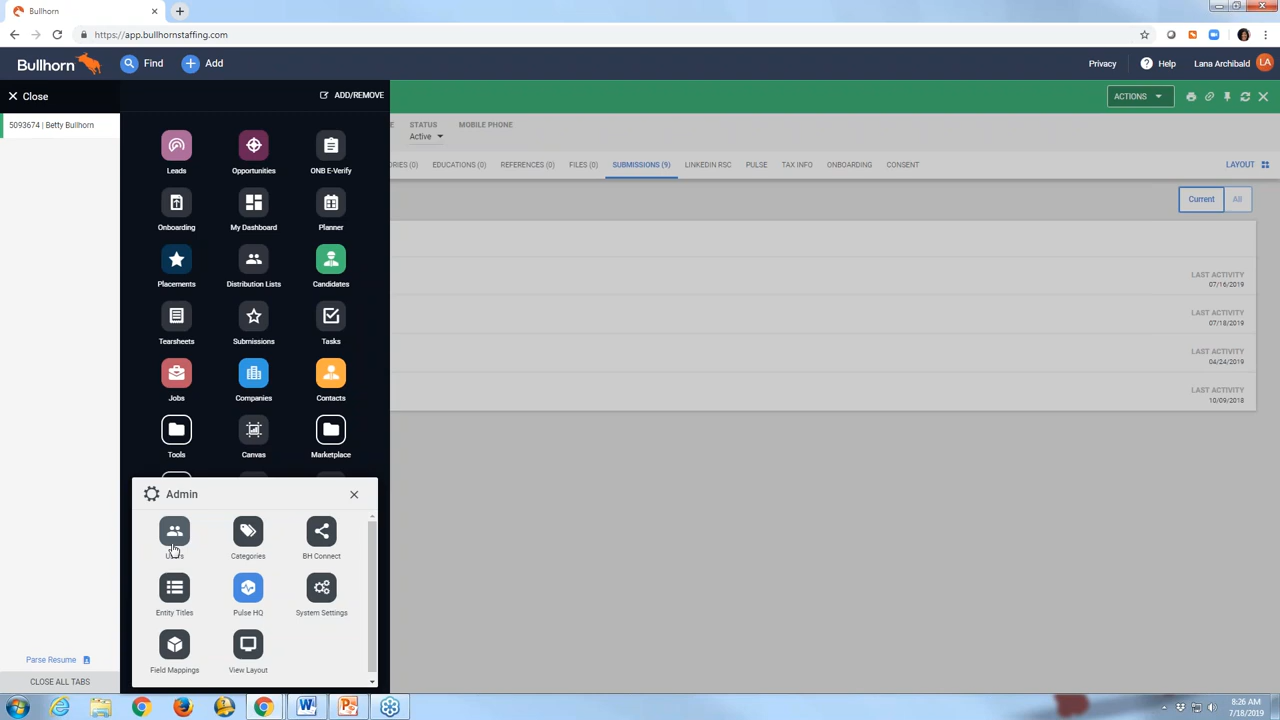 Bullhorn
https://app.bullhornstaffing.com
Bullhorn
Find
Add
Privacy
Help
Lana Archibald
LA
Close
ADD/REMOVE
ACTIONS
5093674 | Betty Bullhorn
STATUS
MOBILE PHONE
Active
Leads
Opportunities
ONB E-Verify
EDUCATIONS (0)
REFERENCES (0)
FILES (0)
SUBMISSIONS (9)
LINKEDIN RSC
PULSE
TAX INFO
ONBOARDING
CONSENT
LAYOUT
Current
All
Onboarding
My Dashboard
Planner
LAST ACTIVITY
07/16/2019
Placements
Distribution Lists
Candidates
LAST ACTIVITY
07/18/2019
Tearsheets
Submissions
Tasks
LAST ACTIVITY
04/24/2019
Jobs
Companies
Contacts
LAST ACTIVITY
10/09/2018
Tools
Canvas
Marketplace
Admin
Users
Categories
BH Connect
Entity Titles
Pulse HQ
System Settings
Field Mappings
View Layout
Parse Resume
CLOSE ALL TABS
8:26 AM
7/18/2019